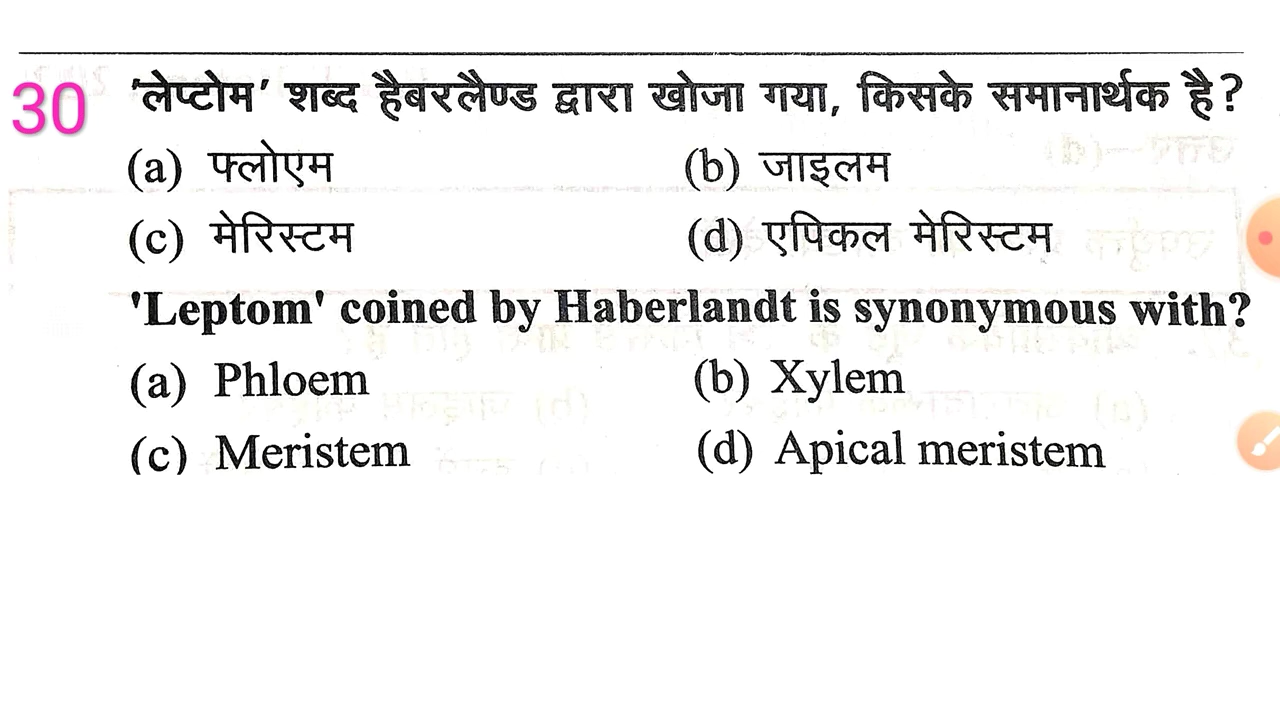 30 'लेप्टोम' शब्द हैबरलैण्ड द्वारा खोजा गया, किसके समानार्थक है?
(a) फ्लोएम (b) जाइलम
(c) मेरिस्टम (d) एपिकल मेरिस्टम
'Leptom' coined by Haberlandt is synonymous with?
(a) Phloem (b) Xylem
(c) Meristem (d) Apical meristem